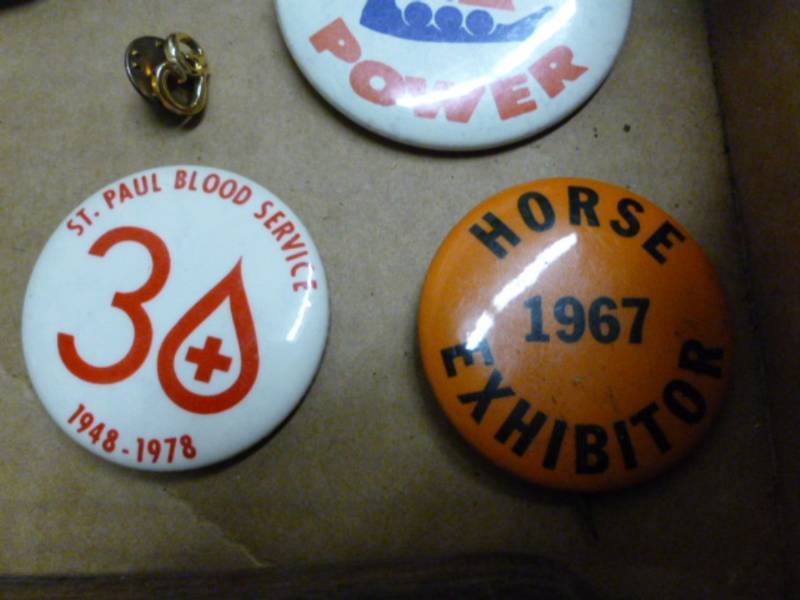 POWER
ST. PAUL BLOOD SERVICE
30
1948-1978
HORSE
1967
EXHIBITOR